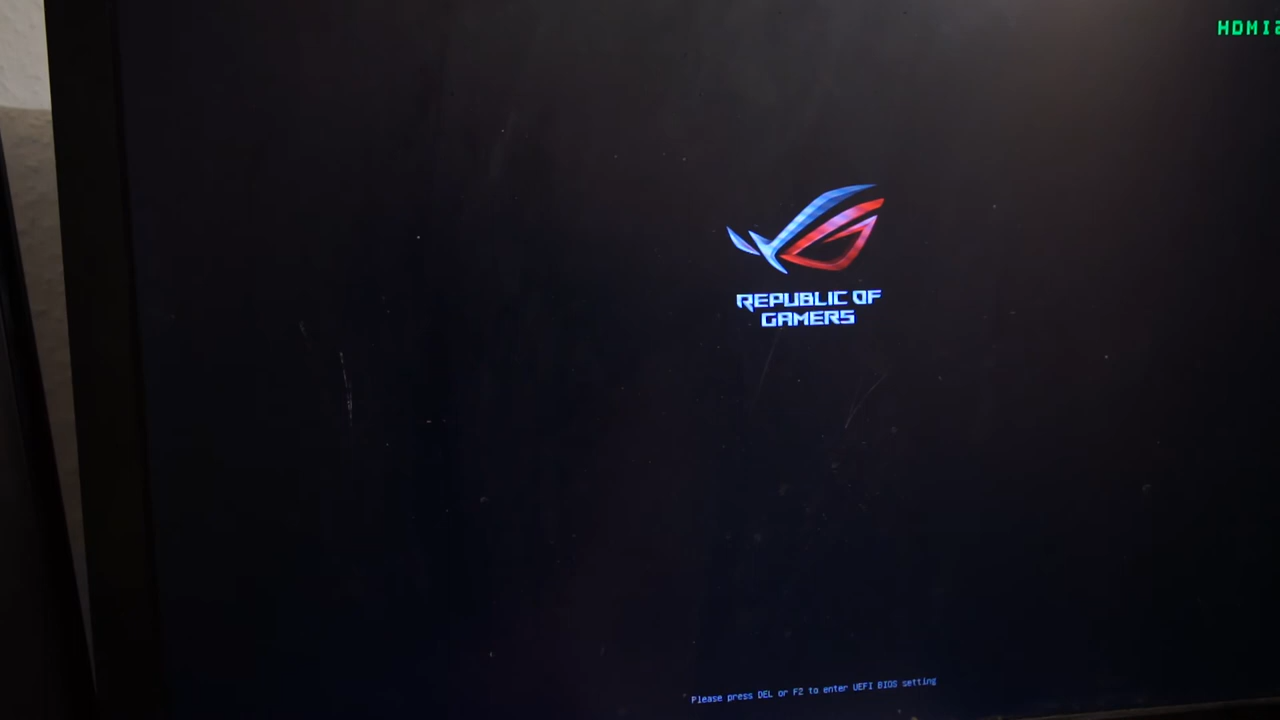 HDMI2
REPUBLIC OF
GAMERS
Please press DEL or F2 to enter UEFI BIOS setting